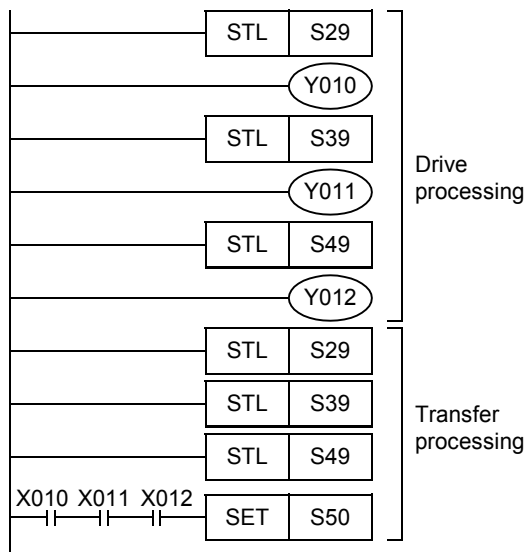 STL S29
Y010
STL S39
Y011
STL S49
Y012
Drive
processing
STL S29
STL S39
STL S49
X010 X011 X012
SET S50
Transfer
processing